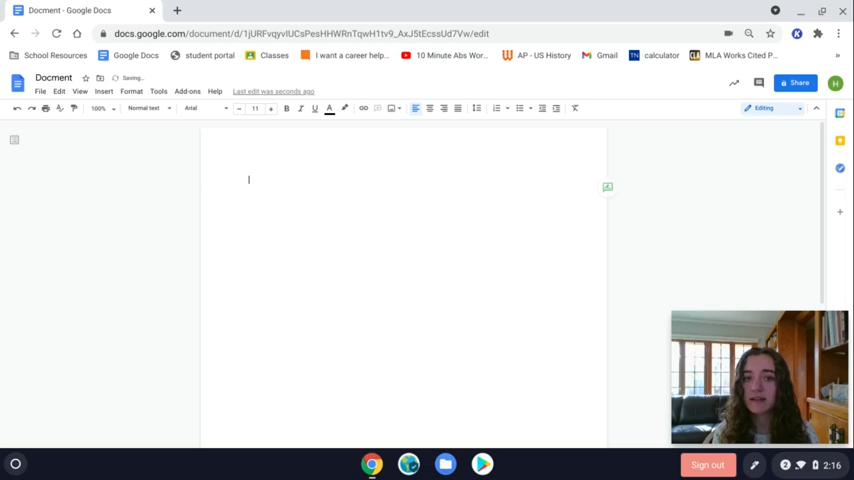 Docment - Google Docs
docs.google.com/document/d/1jURFvqyvlUCsPesHHWRnTqwH1tv9_AxJ5tEcssUd7Vw/edit
School Resources Google Docs student portal Classes I want a career help... 10 Minute Abs Wor... AP - US History Gmail TN calculator MLA Works Cited P...
Docment Saving... Share H
File Edit View Insert Format Tools Add-ons Help Last edit was seconds ago
100% Normal text Arial 11 B I U A Editing
Sign out 2 2:16